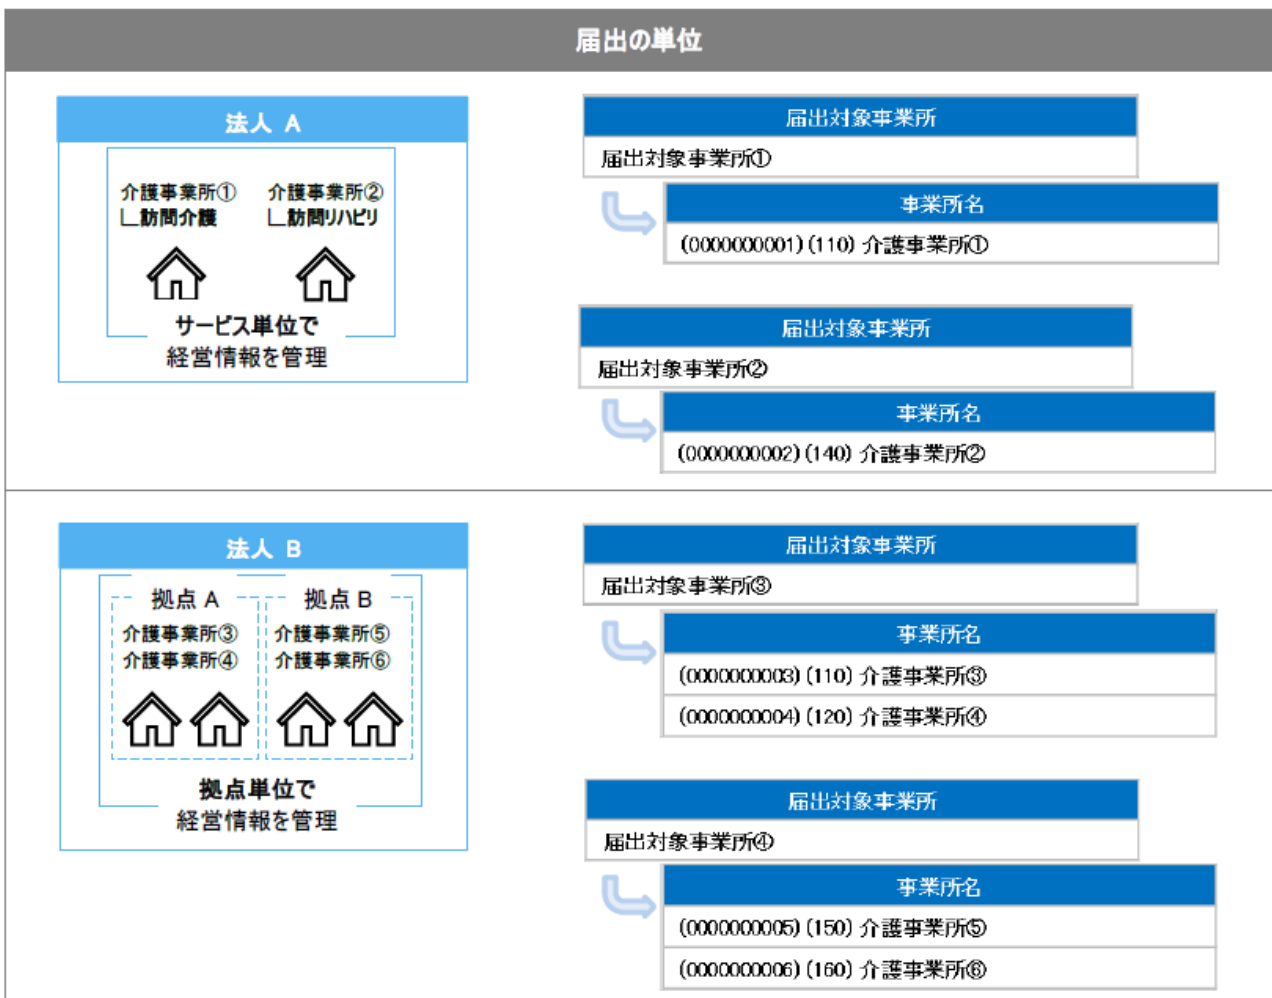 届出の単位
法人 A
介護事業所① 介護事業所②
訪問介護 訪問リハビリ
サービス単位で
経営情報を管理
届出対象事業所
届出対象事業所①
事業所名
(0000000001)(110) 介護事業所①
届出対象事業所
届出対象事業所②
事業所名
(0000000002)(140) 介護事業所②
法人 B
拠点 A 拠点 B
介護事業所③ 介護事業所⑤
介護事業所④ 介護事業所⑥
拠点単位で
経営情報を管理
届出対象事業所
届出対象事業所③
事業所名
(0000000003)(110) 介護事業所③
(0000000004)(120) 介護事業所④
届出対象事業所
届出対象事業所④
事業所名
(0000000005)(150) 介護事業所⑤
(0000000006)(160) 介護事業所⑥